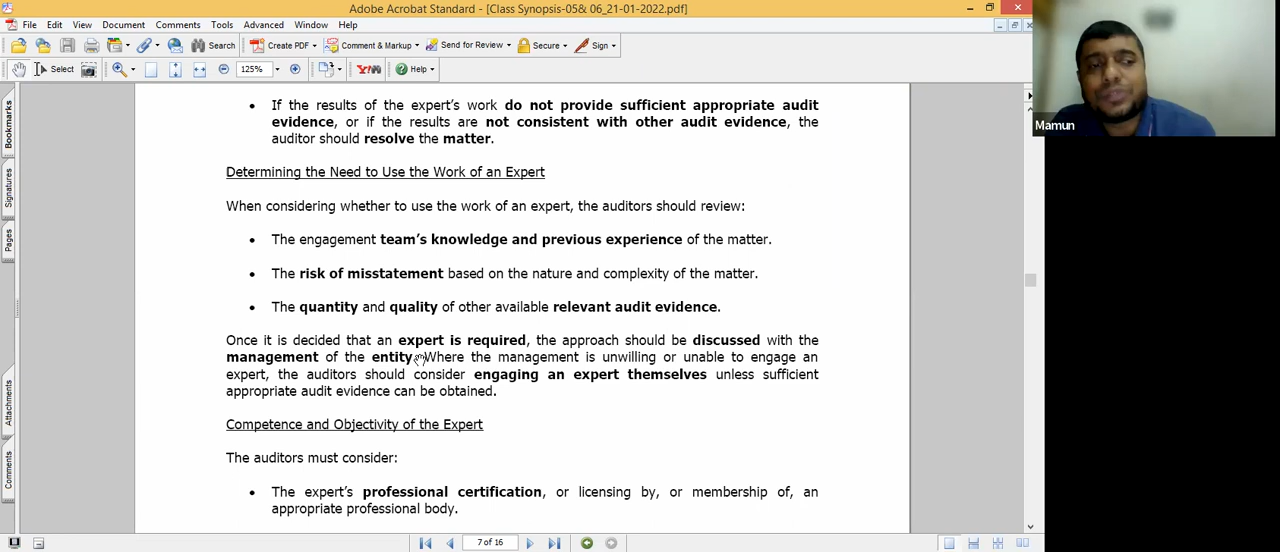 Adobe Acrobat Standard - [Class Synopsis-05& 06_21-01-2022.pdf]
File Edit View Document Comments Tools Advanced Window Help
Search Create PDF Comment & Markup Send for Review Secure Sign
Select 125% Y! Help
Mamun
Bookmarks
Signatures
Pages
Attachments
Comments
• If the results of the expert's work do not provide sufficient appropriate audit
evidence, or if the results are not consistent with other audit evidence, the
auditor should resolve the matter.
Determining the Need to Use the Work of an Expert
When considering whether to use the work of an expert, the auditors should review:
• The engagement team's knowledge and previous experience of the matter.
• The risk of misstatement based on the nature and complexity of the matter.
• The quantity and quality of other available relevant audit evidence.
Once it is decided that an expert is required, the approach should be discussed with the
management of the entity. Where the management is unwilling or unable to engage an
expert, the auditors should consider engaging an expert themselves unless sufficient
appropriate audit evidence can be obtained.
Competence and Objectivity of the Expert
The auditors must consider:
• The expert's professional certification, or licensing by, or membership of, an
appropriate professional body.
7 of 16